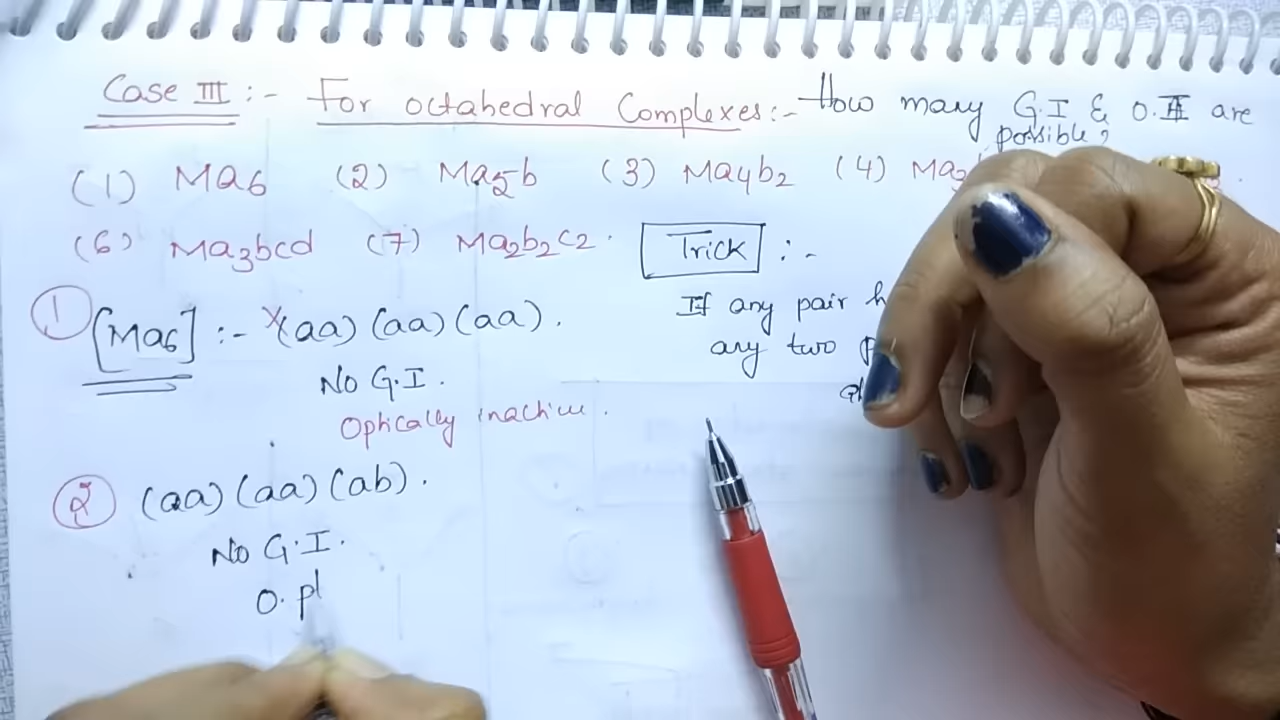 Case III :- For octahedral Complexes:- How many G.I & O.I are possible?
(1) Ma6 (2) Ma5b (3) Ma4b2 (4)
(6) Ma3bcd (7) Ma2b2c2. Trick :-
① [Ma6] :- (aa) (aa) (aa).
If any pair
any two
No G.I.
Optically inactive.
② (aa) (aa) (ab).
No G.I.
O.